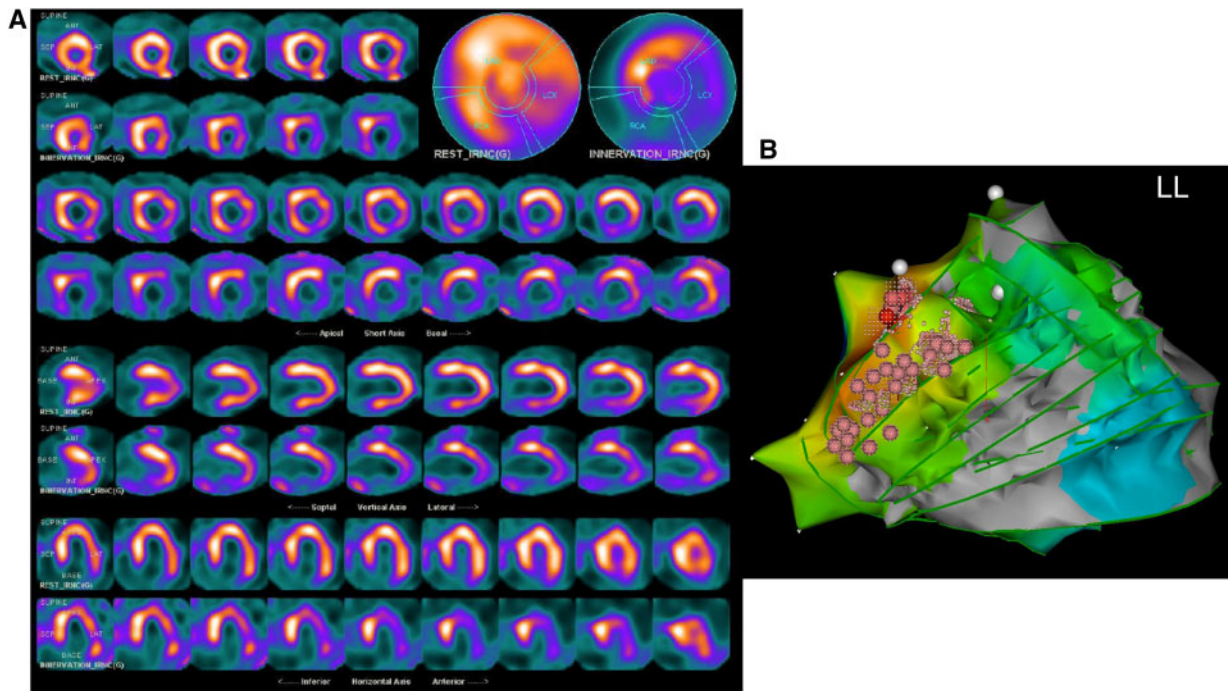 A
SUPINE
ANT
SEP LAT
INF
REST_IRNC(G)
SUPINE
ANT
SEP LAT
INF
INNERVATION_IRNC(G)
LAD
LCX
RCA
REST_IRNC(G)
LAD
LCX
RCA
INNERVATION_IRNC(G)
<------ Apical Short Axis Basal ------>
SUPINE
ANT
BASE APEX
INF
REST_IRNC(G)
SUPINE
ANT
BASE APEX
INF
INNERVATION_IRNC(G)
<------ Septal Vertical Axis Lateral ------>
SUPINE
SEP LAT
BASE
REST_IRNC(G)
SUPINE
SEP LAT
BASE
INNERVATION_IRNC(G)
<------ Inferior Horizontal Axis Anterior ------>
B
LL